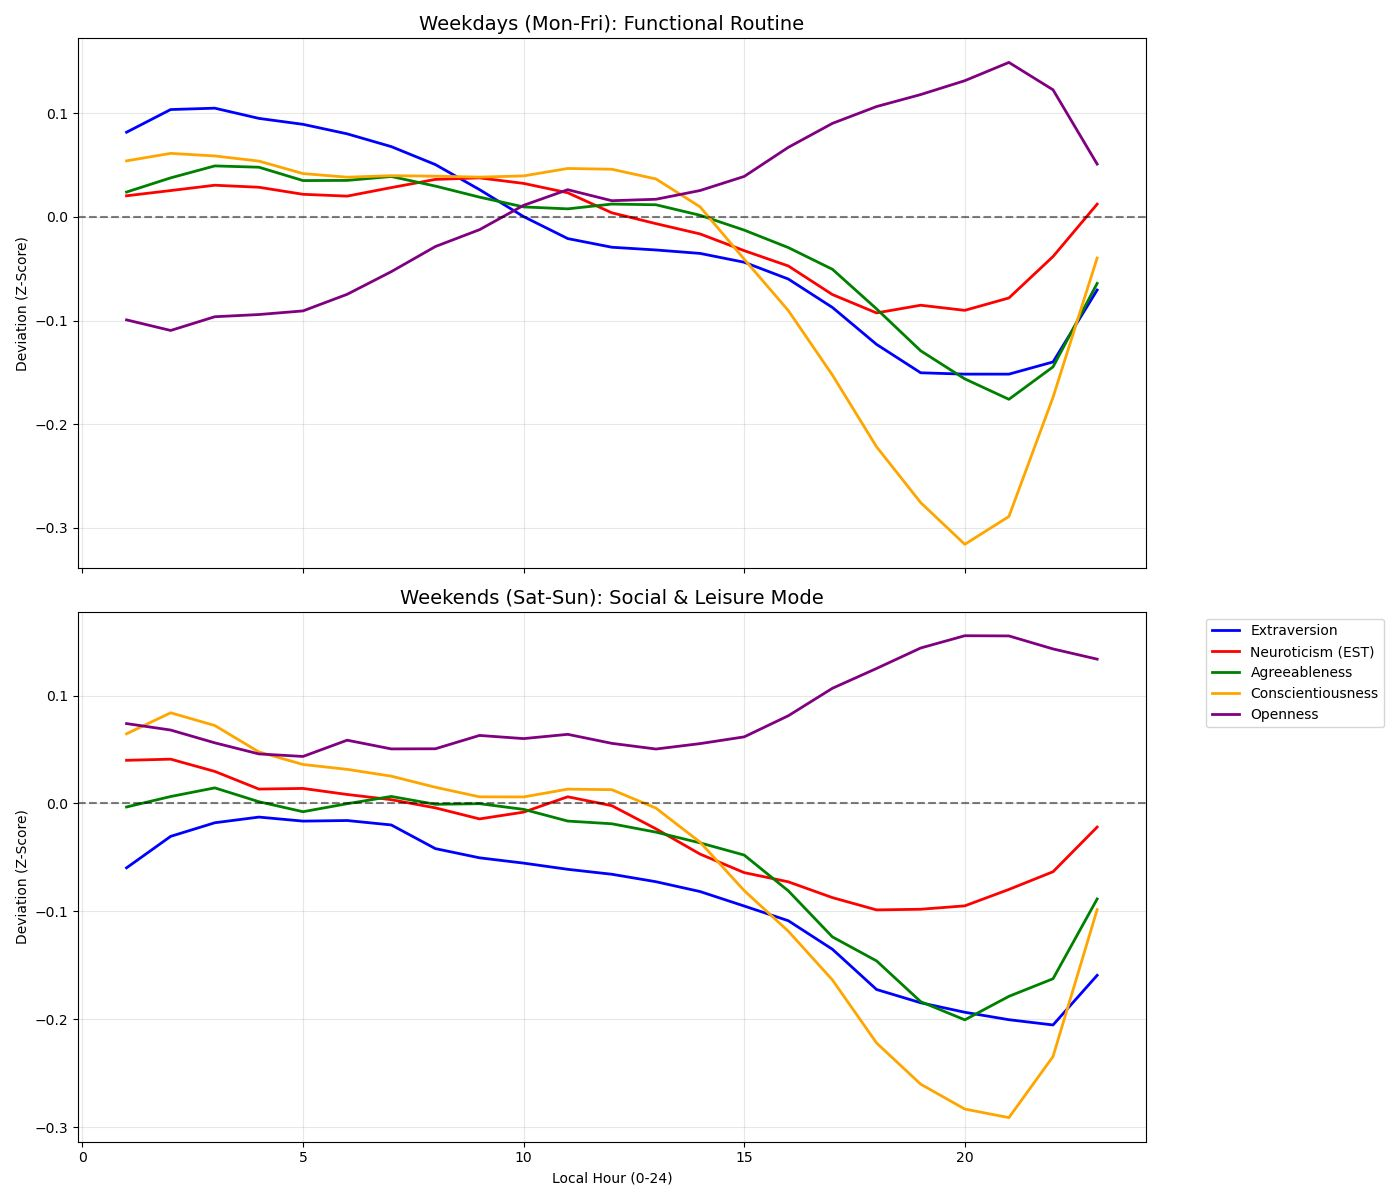 Weekdays (Mon-Fri): Functional Routine
0.1
0.0
−0.1
−0.2
−0.3
Deviation (Z-Score)
Weekends (Sat-Sun): Social & Leisure Mode
0.1
0.0
−0.1
−0.2
−0.3
Deviation (Z-Score)
0
5
10
15
20
Local Hour (0-24)
Extraversion
Neuroticism (EST)
Agreeableness
Conscientiousness
Openness